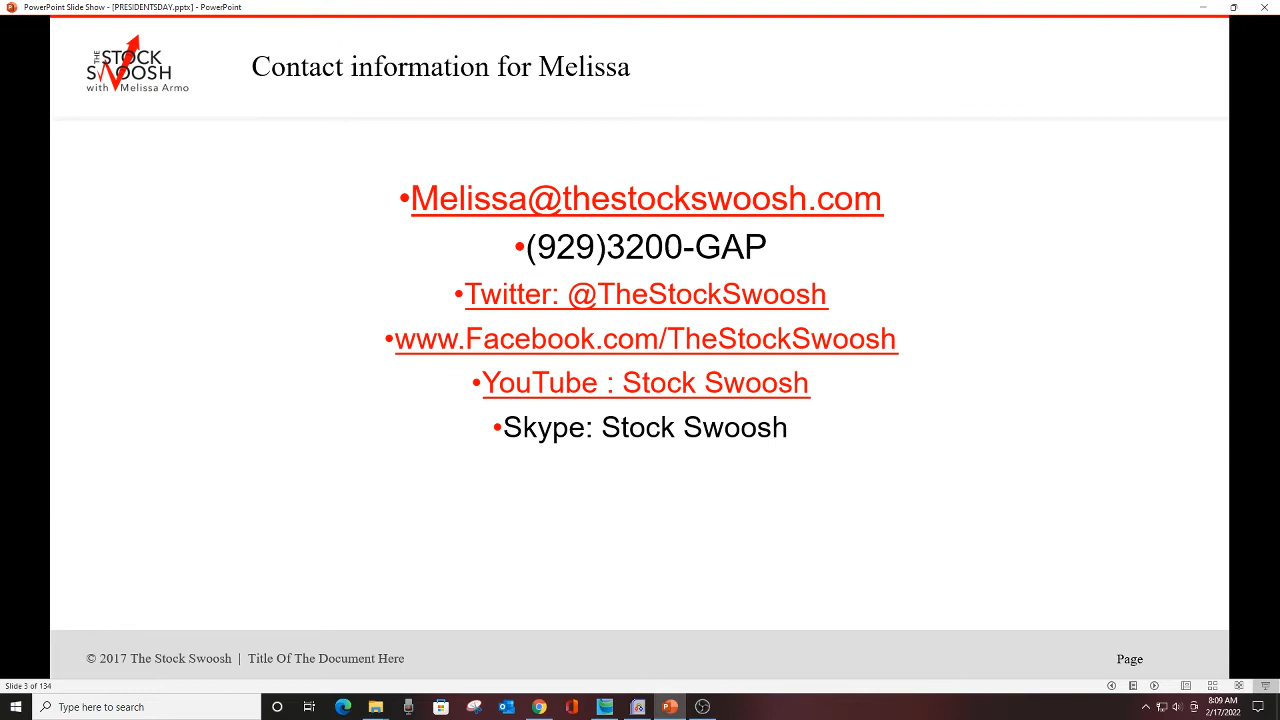 PowerPoint Slide Show - [PRESIDENTSDAY.pptx] - PowerPoint
THE STOCK SWOOSH
with Melissa Armo
Contact information for Melissa
•Melissa@thestockswoosh.com
•(929)3200-GAP
•Twitter: @TheStockSwoosh
•www.Facebook.com/TheStockSwoosh
•YouTube : Stock Swoosh
•Skype: Stock Swoosh
© 2017 The Stock Swoosh | Title Of The Document Here
Page
Slide 3 of 134
Type here to search
8:09 AM
2/17/2022